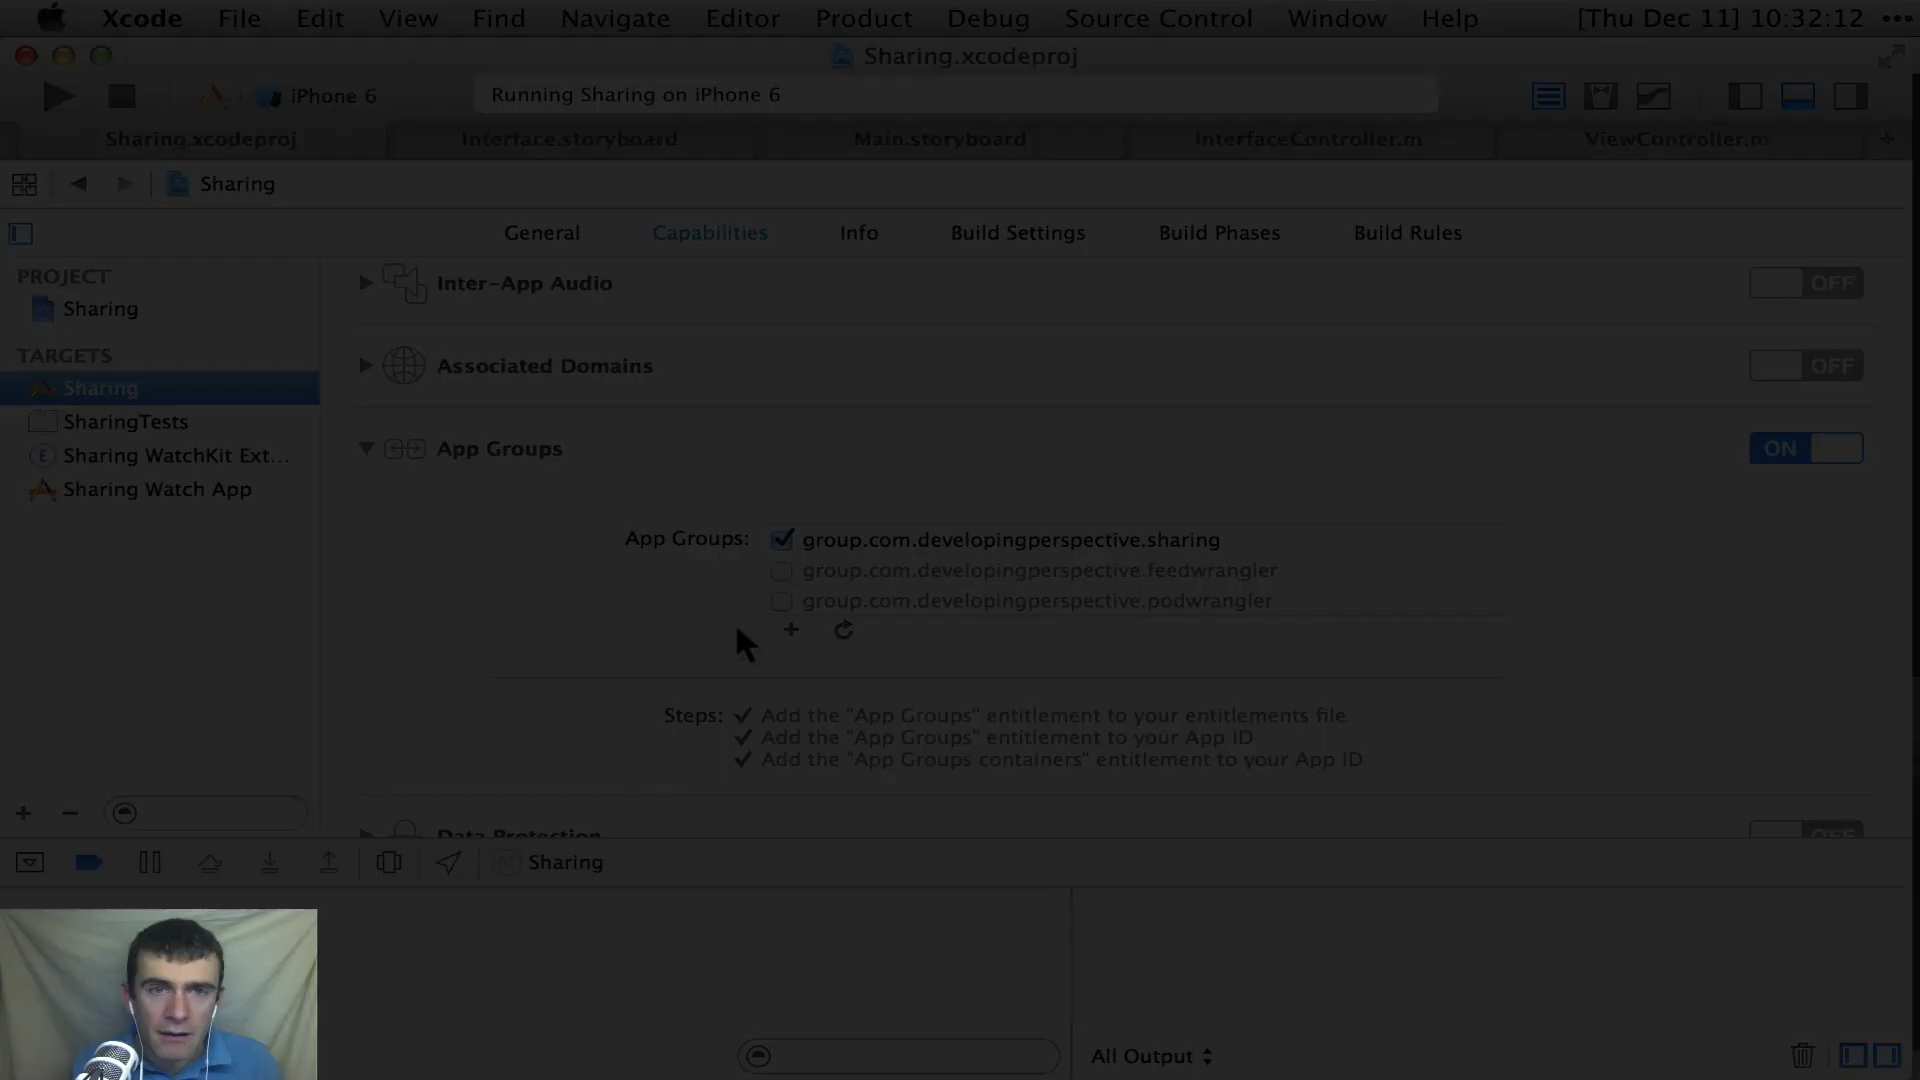 Xcode File Edit View Find Navigate Editor Product Debug Source Control Window Help [Thu Dec 11] 10:32:12 •••
Sharing.xcodeproj
iPhone 6
Running Sharing on iPhone 6
Sharing.xcodeproj Interface.storyboard Main.storyboard InterfaceController.m ViewController.m +
Sharing
General Capabilities Info Build Settings Build Phases Build Rules
PROJECT
Sharing
TARGETS
Sharing
SharingTests
E Sharing WatchKit Ext...
Sharing Watch App
Inter-App Audio OFF
Associated Domains OFF
App Groups ON
App Groups: group.com.developingperspective.sharing
group.com.developingperspective.feedwrangler
group.com.developingperspective.podwrangler
Steps: ✓ Add the "App Groups" entitlement to your entitlements file
✓ Add the "App Groups" entitlement to your App ID
✓ Add the "App Groups containers" entitlement to your App ID
Data Protection OFF
Sharing
All Output